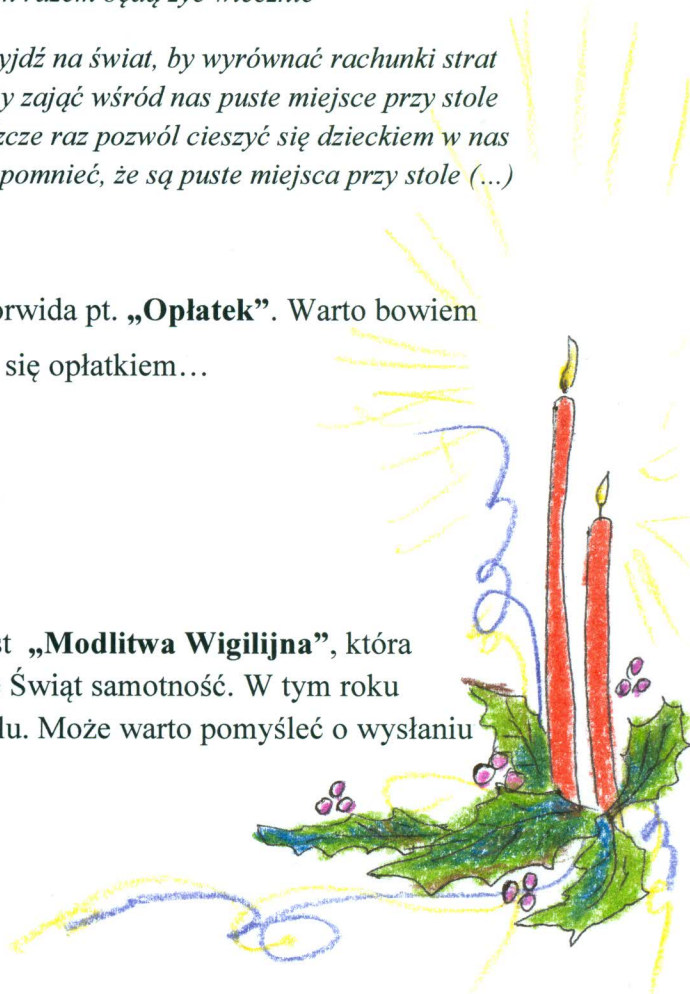 razem będą żyć wiecznie
yjdź na świat, by wyrównać rachunki strat
y zająć wśród nas puste miejsce przy stole
zcze raz pozwól cieszyć się dzieckiem w nas
pomnieć, że są puste miejsca przy stole (...)
orwida pt. „Opłatek”. Warto bowiem
się opłatkiem…
st „Modlitwa Wigilijna”, która
Świąt samotność. W tym roku
lu. Może warto pomyśleć o wysłaniu